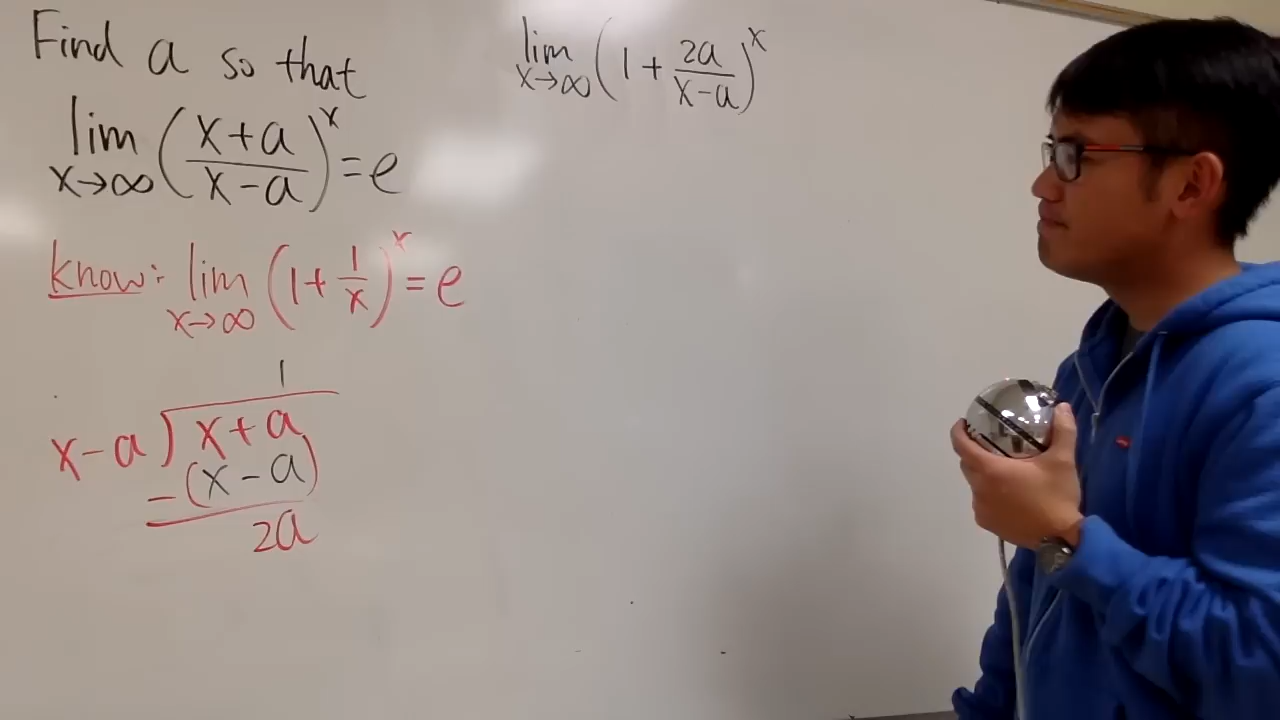 Find a so that
lim x→∞ ((x+a)/(x-a))^x = e
know: lim x→∞ (1 + 1/x)^x = e
1
x-a ) x+a
-(x-a)
2a
lim x→∞ (1 + 2a/(x-a))^x